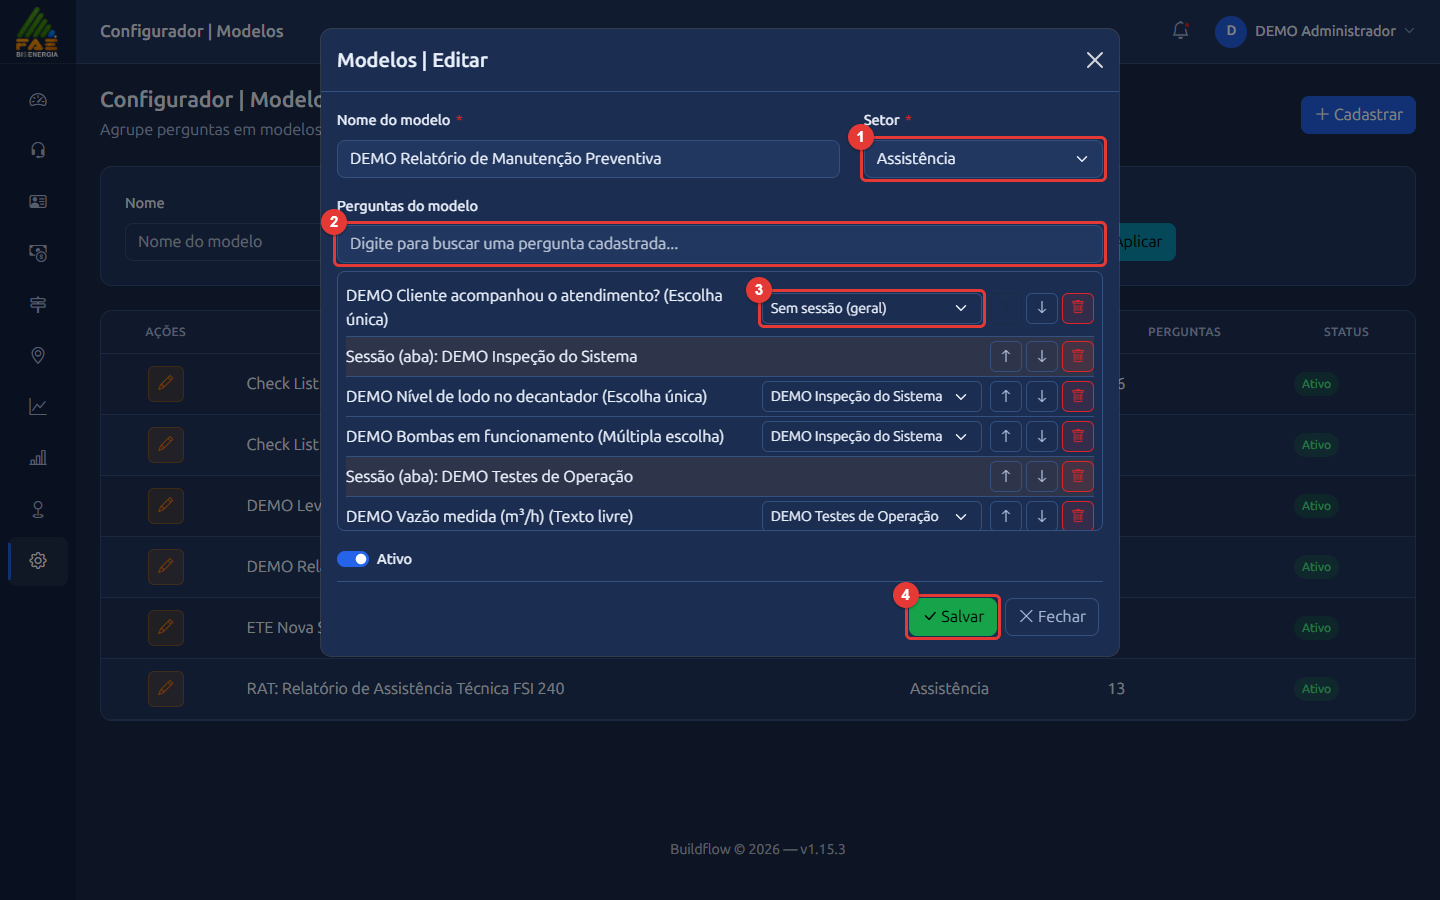 FAE
BIOENERGIA
Configurador | Modelos
D
DEMO Administrador
Configurador | Modelo
Agrupe perguntas em modelos
Cadastrar
Nome
Nome do modelo
Aplicar
AÇÕES
PERGUNTAS
STATUS
Check List
6
Ativo
Check List
Ativo
DEMO Lev
Ativo
DEMO Rel
Ativo
ETE Nova S
Ativo
RAT: Relatório de Assistência Técnica FSI 240
Assistência
13
Ativo
Modelos | Editar
Nome do modelo *
Setor *
1
DEMO Relatório de Manutenção Preventiva
Assistência
Perguntas do modelo
2
Digite para buscar uma pergunta cadastrada...
3
DEMO Cliente acompanhou o atendimento? (Escolha
única)
Sem sessão (geral)
Sessão (aba): DEMO Inspeção do Sistema
DEMO Nível de lodo no decantador (Escolha única)
DEMO Inspeção do Sistema
DEMO Bombas em funcionamento (Múltipla escolha)
DEMO Inspeção do Sistema
Sessão (aba): DEMO Testes de Operação
DEMO Vazão medida (m³/h) (Texto livre)
DEMO Testes de Operação
Ativo
4
Salvar
Fechar
Buildflow © 2026 — v1.15.3